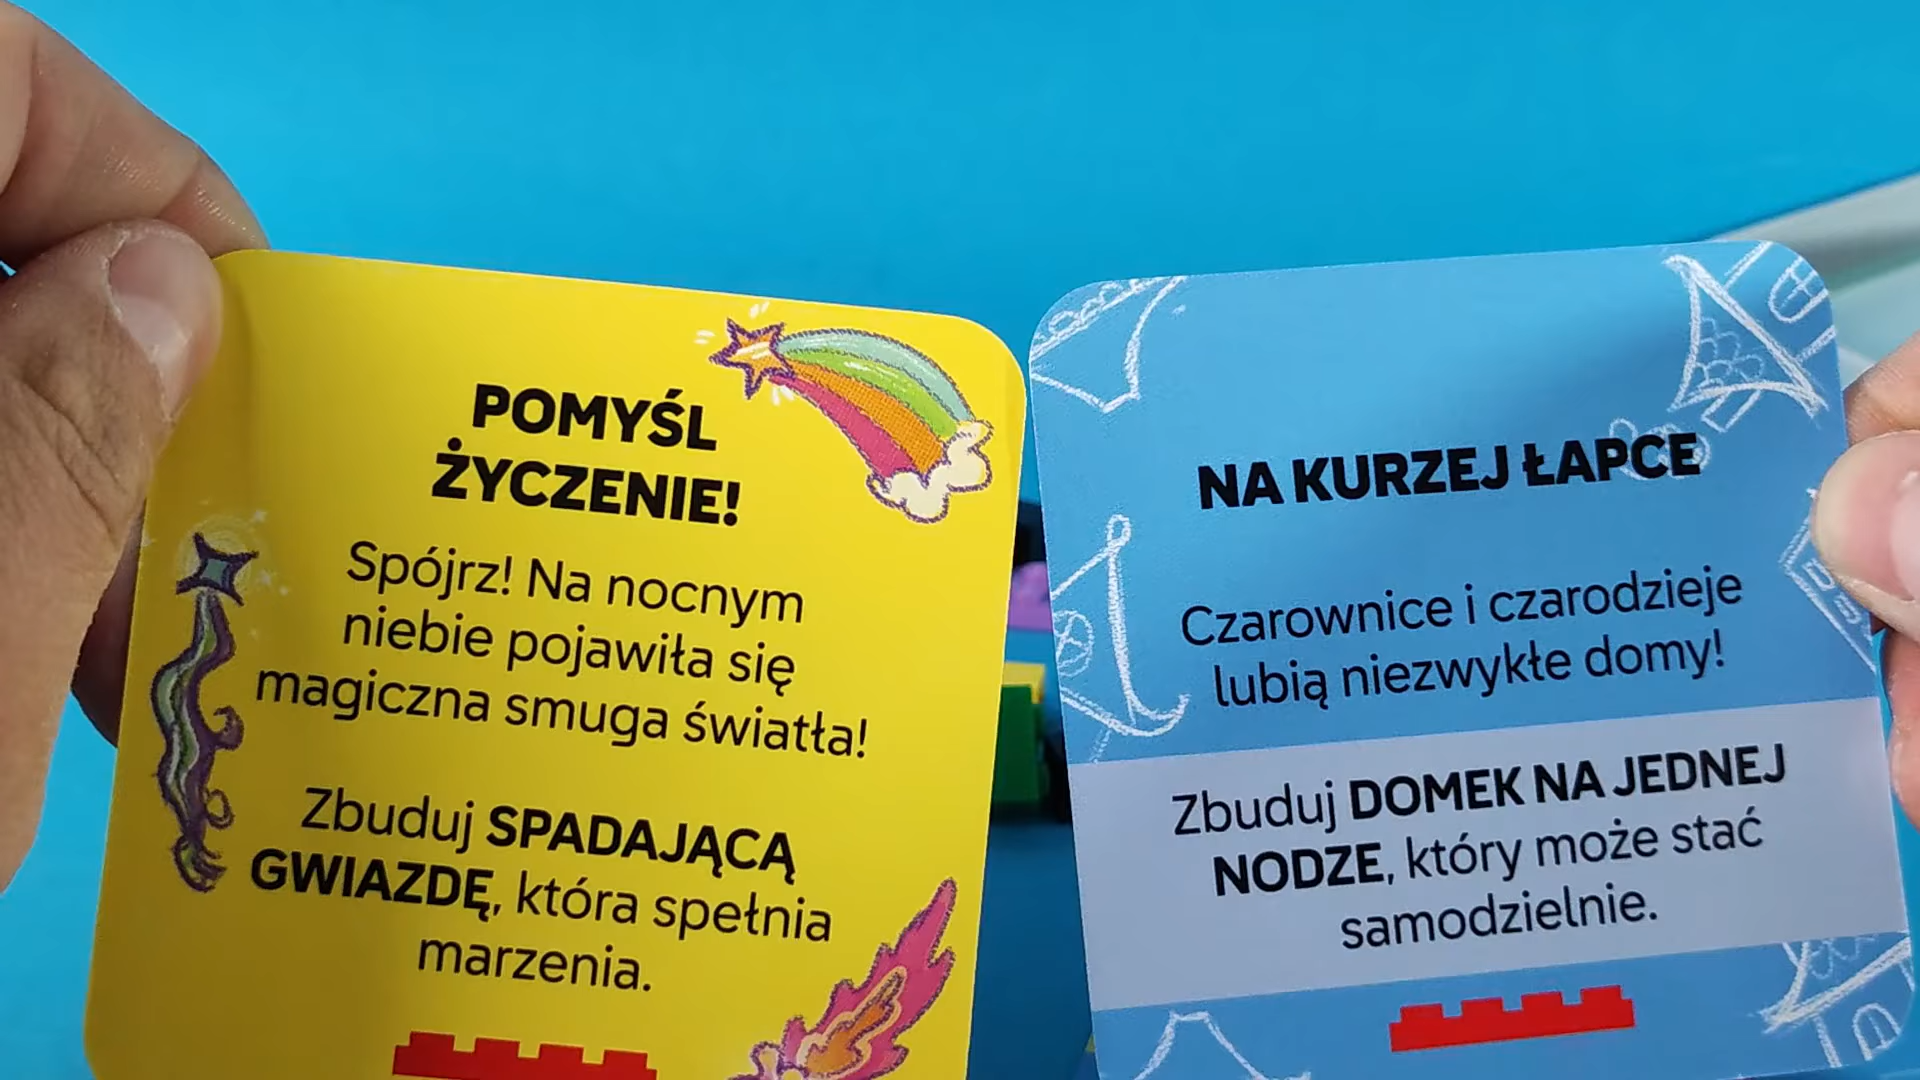 POMYŚL
ŻYCZENIE!
Spójrz! Na nocnym
niebie pojawiła się
magiczna smuga światła!
Zbuduj SPADAJĄCĄ
GWIAZDĘ, która spełnia
marzenia.
NA KURZEJ ŁAPCE
Czarownice i czarodzieje
lubią niezwykłe domy!
Zbuduj DOMEK NA JEDNEJ
NODZE, który może stać
samodzielnie.